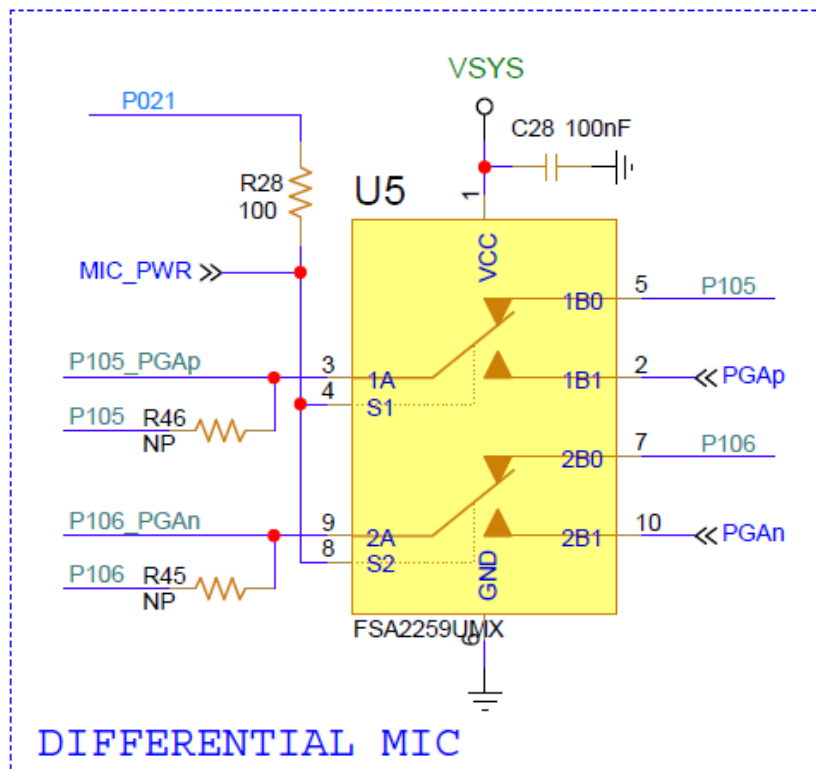 VSYS
P021
C28 100nF
R28
100
U5
1
VCC
MIC_PWR
5
1B0
P105
P105_PGAp
3
1A
2
1B1
PGAp
4
S1
P105
R46
NP
7
2B0
P106
P106_PGAn
9
2A
10
2B1
PGAn
8
S2
P106
R45
NP
GND
FSA2259UMX
6
DIFFERENTIAL MIC